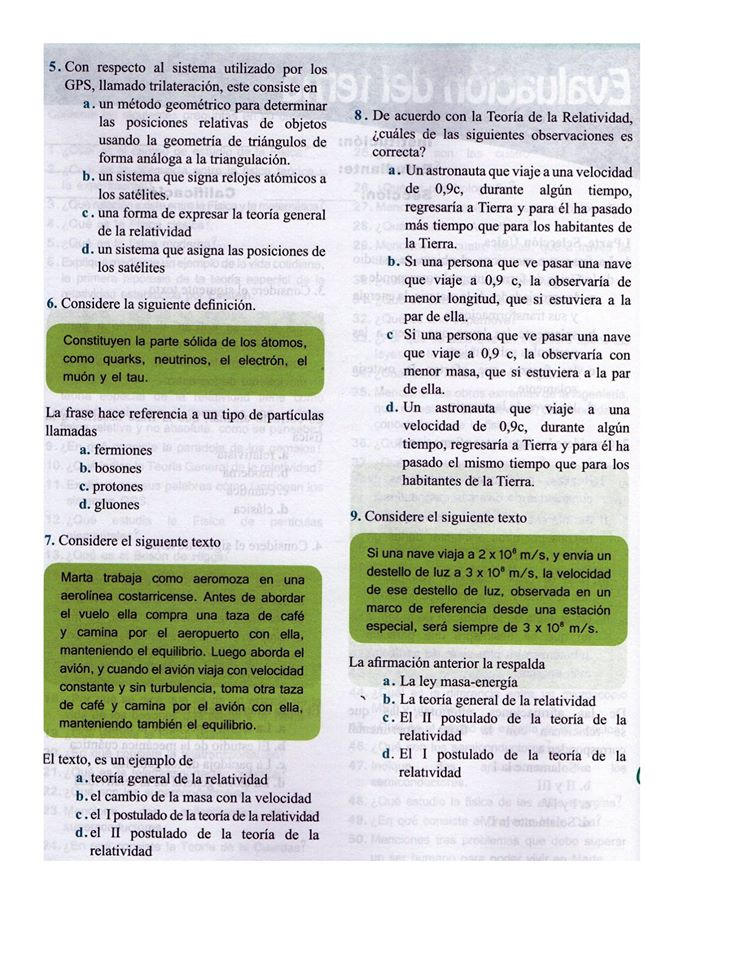 5. Con respecto al sistema utilizado por los
GPS, llamado trilateración, este consiste en
a. un método geométrico para determinar
las posiciones relativas de objetos
usando la geometría de triángulos de
forma análoga a la triangulación.
b. un sistema que signa relojes atómicos a
los satélites.
c. una forma de expresar la teoría general
de la relatividad
d. un sistema que asigna las posiciones de
los satélites
6. Considere la siguiente definición.
Constituyen la parte sólida de los átomos,
como quarks, neutrinos, el electrón, el
muón y el tau.
La frase hace referencia a un tipo de partículas
llamadas
a. fermiones
b. bosones
c. protones
d. gluones
7. Considere el siguiente texto
Marta trabaja como aeromoza en una
aerolínea costarricense. Antes de abordar
el vuelo ella compra una taza de café
y camina por el aeropuerto con ella,
manteniendo el equilibrio. Luego aborda el
avión, y cuando el avión viaja con velocidad
constante y sin turbulencia, toma otra taza
de café y camina por el avión con ella,
manteniendo también el equilibrio.
El texto, es un ejemplo de
a. teoría general de la relatividad
b. el cambio de la masa con la velocidad
c. el I postulado de la teoría de la relatividad
d. el II postulado de la teoría de la
relatividad
8. De acuerdo con la Teoría de la Relatividad,
¿cuáles de las siguientes observaciones es
correcta?
a. Un astronauta que viaje a una velocidad
de 0,9c, durante algún tiempo,
regresaría a Tierra y para él ha pasado
más tiempo que para los habitantes de
la Tierra.
b. Si una persona que ve pasar una nave
que viaje a 0,9 c, la observaría de
menor longitud, que si estuviera a la
par de ella.
c Si una persona que ve pasar una nave
que viaje a 0,9 c, la observaría con
menor masa, que si estuviera a la par
de ella.
d. Un astronauta que viaje a una
velocidad de 0,9c, durante algún
tiempo, regresaría a Tierra y para él ha
pasado el mismo tiempo que para los
habitantes de la Tierra.
9. Considere el siguiente texto
Si una nave viaja a 2 x 10⁶ m/s, y envía un
destello de luz a 3 x 10⁸ m/s, la velocidad
de ese destello de luz, observada en un
marco de referencia desde una estación
especial, será siempre de 3 x 10⁸ m/s.
La afirmación anterior la respalda
a. La ley masa-energía
b. La teoría general de la relatividad
c. El II postulado de la teoría de la
relatividad
d. El I postulado de la teoría de la
relatividad